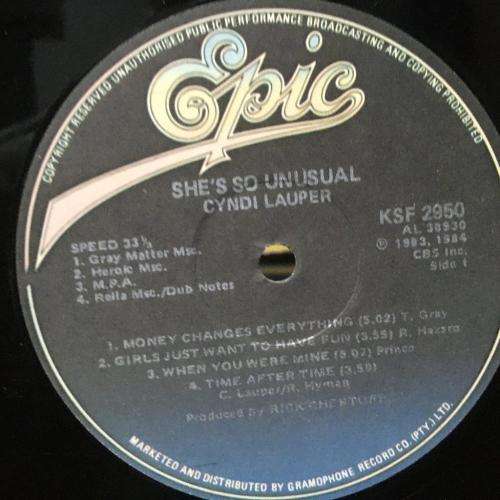 COPYRIGHT RESERVED UNAUTHORISED PUBLIC PERFORMANCE BROADCASTING AND COPYING PROHIBITED
Epic
SHE'S SO UNUSUAL
CYNDI LAUPER
KSF 2950
AL 38930
℗ 1983, 1984
CBS Inc.
Side 1
SPEED 33⅓
1. Gray Matter Msc.
2. Heroic Msc.
3. M.P.A.
4. Rella Msc./Dub Notes
1. MONEY CHANGES EVERYTHING (5.02) T. Gray
2. GIRLS JUST WANT TO HAVE FUN (3.55) R. Hazard
3. WHEN YOU WERE MINE (5.07) Prince
4. TIME AFTER TIME (3.59)
C. Lauper/R. Hyman
Produced by RICK CHERTOFF
MARKETED AND DISTRIBUTED BY GRAMOPHONE RECORD CO. (PTY.) LTD.